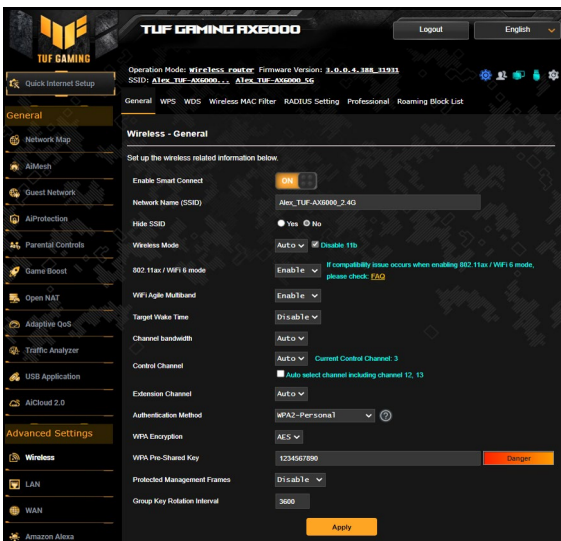 TUF GAMING AX6000
Logout
English
TUF GAMING
Operation Mode: Wireless router Firmware Version: 3.0.0.4.388_31931
SSID: Alex_TUF-AX6000... Alex_TUF-AX6000_5G
Quick Internet Setup
General WPS WDS Wireless MAC Filter RADIUS Setting Professional Roaming Block List
General
Network Map
AiMesh
Guest Network
AiProtection
Parental Controls
Game Boost
Open NAT
Adaptive QoS
Traffic Analyzer
USB Application
AiCloud 2.0
Advanced Settings
Wireless
LAN
WAN
Amazon Alexa
Wireless - General
Set up the wireless related information below.
Enable Smart Connect ON
Network Name (SSID) Alex_TUF-AX6000_2.4G
Hide SSID Yes No
Wireless Mode Auto Disable 11b
802.11ax / WiFi 6 mode Enable If compatibility issue occurs when enabling 802.11ax / WiFi 6 mode,
please check: FAQ
WiFi Agile Multiband Enable
Target Wake Time Disable
Channel bandwidth Auto
Control Channel Auto Current Control Channel: 3
Auto select channel including channel 12, 13
Extension Channel Auto
Authentication Method WPA2-Personal ?
WPA Encryption AES
WPA Pre-Shared Key 1234567890 Danger
Protected Management Frames Disable
Group Key Rotation Interval 3600
Apply